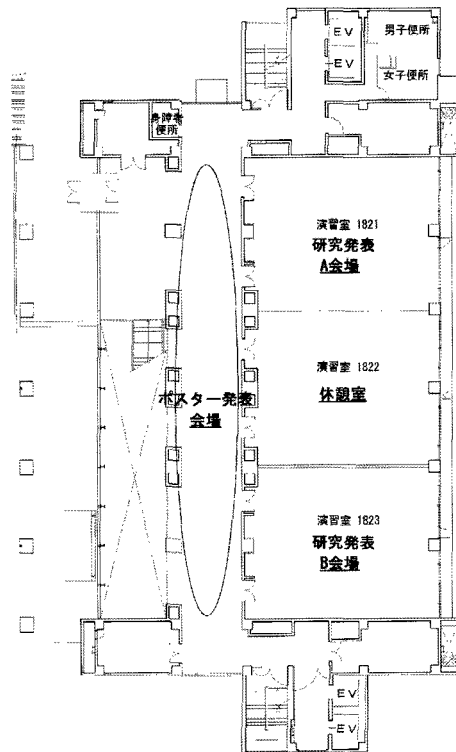 EV
EV
男子便所
女子便所
身障者
便所
演習室 1821
研究発表
A会場
演習室 1822
休憩室
ポスター発表
会場
演習室 1823
研究発表
B会場
EV
EV